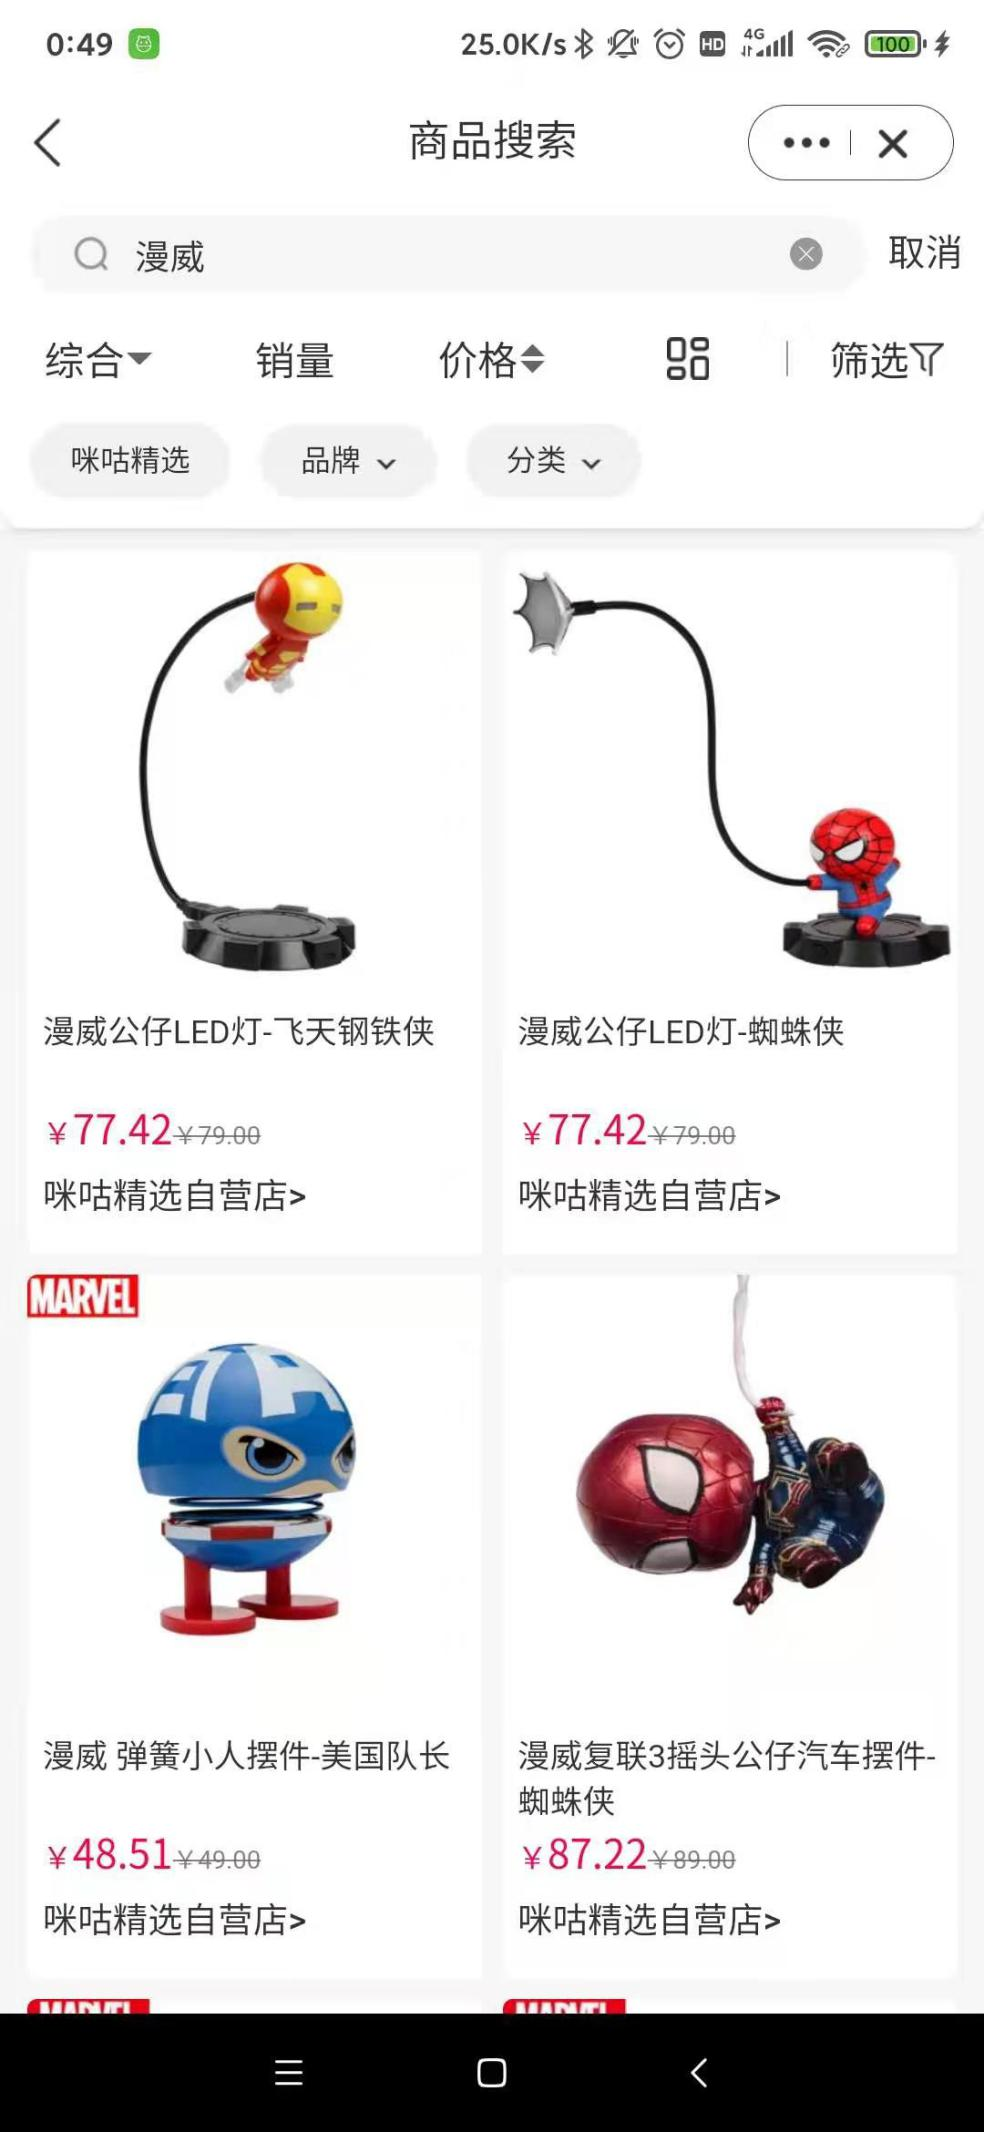 0:49
25.0K/s
HD
4G
100
商品搜索
漫威
取消
综合
销量
价格
筛选
咪咕精选
品牌
分类
漫威公仔LED灯-飞天钢铁侠
漫威公仔LED灯-蜘蛛侠
￥77.42￥79.00
￥77.42￥79.00
咪咕精选自营店>
咪咕精选自营店>
MARVEL
漫威 弹簧小人摆件-美国队长
漫威复联3摇头公仔汽车摆件-
蜘蛛侠
￥48.51￥49.00
￥87.22￥89.00
咪咕精选自营店>
咪咕精选自营店>
MARVEL
MARVEL